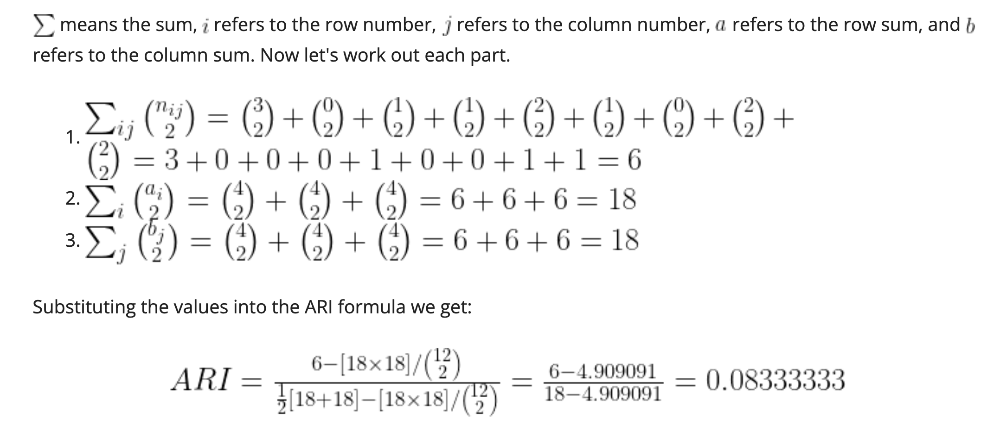 ∑ means the sum, i refers to the row number, j refers to the column number, a refers to the row sum, and b
refers to the column sum. Now let's work out each part.
1. ∑_{ij} \binom{n_{ij}}{2} = \binom{3}{2} + \binom{0}{2} + \binom{1}{2} + \binom{1}{2} + \binom{2}{2} + \binom{1}{2} + \binom{0}{2} + \binom{2}{2} +
\binom{2}{2} = 3 + 0 + 0 + 0 + 1 + 0 + 0 + 1 + 1 = 6
2. ∑_{i} \binom{a_i}{2} = \binom{4}{2} + \binom{4}{2} + \binom{4}{2} = 6 + 6 + 6 = 18
3. ∑_{j} \binom{b_j}{2} = \binom{4}{2} + \binom{4}{2} + \binom{4}{2} = 6 + 6 + 6 = 18
Substituting the values into the ARI formula we get:
ARI = \frac{6-[18×18]/\binom{12}{2}}{\frac{1}{2}[18+18]-[18×18]/\binom{12}{2}} = \frac{6-4.909091}{18-4.909091} = 0.08333333